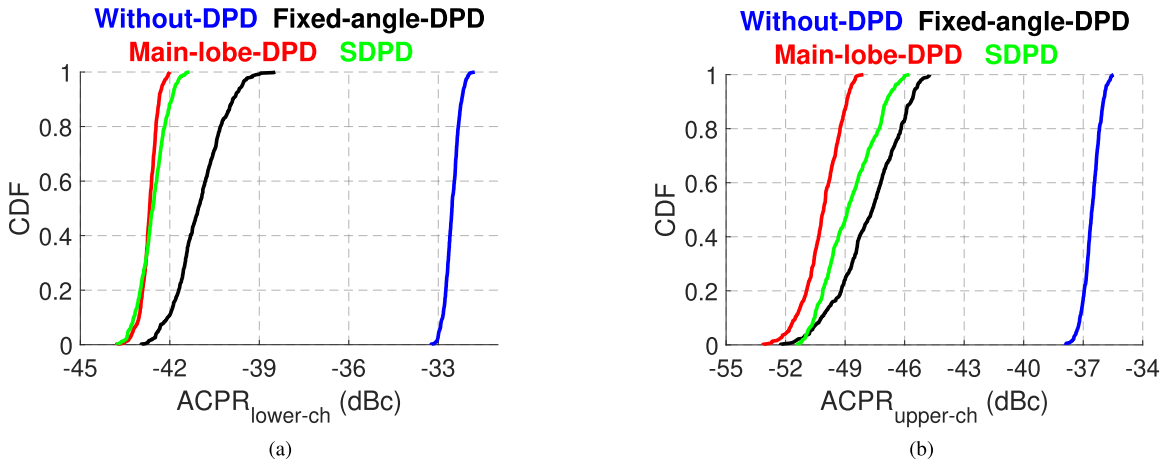 Without-DPD Fixed-angle-DPD
Main-lobe-DPD SDPD
1
0.8
0.6
0.4
0.2
0
CDF
-45 -42 -39 -36 -33
ACPR_lower-ch (dBc)
(a)
Without-DPD Fixed-angle-DPD
Main-lobe-DPD SDPD
1
0.8
0.6
0.4
0.2
0
CDF
-55 -52 -49 -46 -43 -40 -37 -34
ACPR_upper-ch (dBc)
(b)